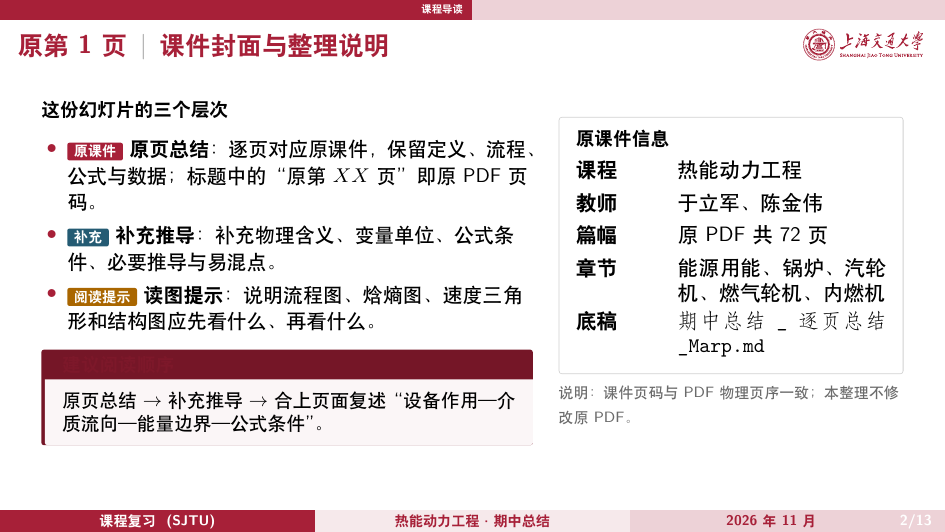 课程导读
原第 1 页 | 课件封面与整理说明
上海交通大学
SHANGHAI JIAO TONG UNIVERSITY
这份幻灯片的三个层次
• 原课件 原页总结：逐页对应原课件，保留定义、流程、
公式与数据；标题中的“原第 XX 页”即原 PDF 页
码。
• 补充 补充推导：补充物理含义、变量单位、公式条
件、必要推导与易混点。
• 阅读提示 读图提示：说明流程图、焓熵图、速度三角
形和结构图应先看什么、再看什么。
建议阅读顺序
原页总结 → 补充推导 → 合上页面复述“设备作用—介
质流向—能量边界—公式条件”。
原课件信息
课程 热能动力工程
教师 于立军、陈金伟
篇幅 原 PDF 共 72 页
章节 能源用能、锅炉、汽轮
机、燃气轮机、内燃机
底稿 期中总结 _ 逐页总结
_Marp.md
说明：课件页码与 PDF 物理页序一致；本整理不修
改原 PDF。
课程复习 (SJTU)
热能动力工程 · 期中总结
2026 年 11 月
2/13